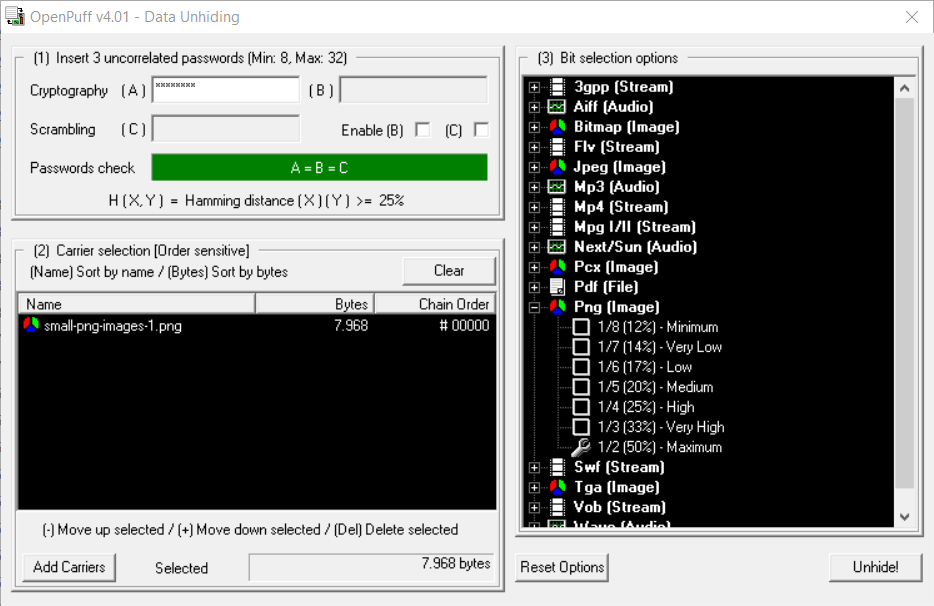 OpenPuff v4.01 - Data Unhiding
(1) Insert 3 uncorrelated passwords (Min: 8, Max: 32)
Cryptography (A) ******** (B)
Scrambling (C) Enable (B) (C)
Passwords check A = B = C
H (X, Y) = Hamming distance (X) (Y) >= 25%
(2) Carrier selection [Order sensitive]
(Name) Sort by name / (Bytes) Sort by bytes
Clear
Name Bytes Chain Order
small-png-images-1.png 7.968 # 00000
(-) Move up selected / (+) Move down selected / (Del) Delete selected
Add Carriers Selected 7.968 bytes
(3) Bit selection options
3gpp (Stream)
Aiff (Audio)
Bitmap (Image)
Flv (Stream)
Jpeg (Image)
Mp3 (Audio)
Mp4 (Stream)
Mpg I/II (Stream)
Next/Sun (Audio)
Pcx (Image)
Pdf (File)
Png (Image)
1/8 (12%) - Minimum
1/7 (14%) - Very Low
1/6 (17%) - Low
1/5 (20%) - Medium
1/4 (25%) - High
1/3 (33%) - Very High
1/2 (50%) - Maximum
Swf (Stream)
Tga (Image)
Vob (Stream)
Wave (Audio)
Reset Options Unhide!